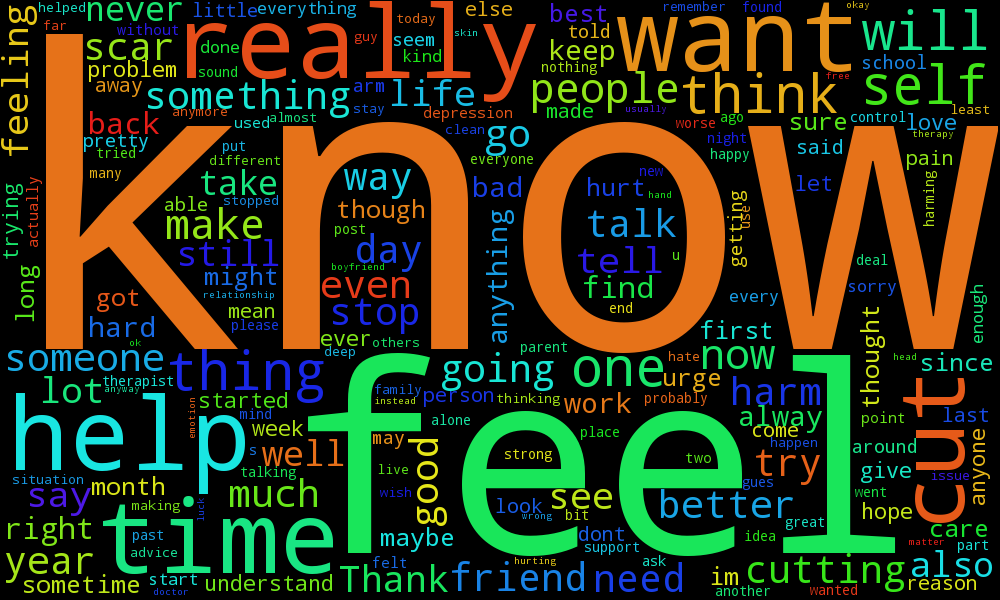 helped never little everything else best want remember found okay will
far scar really today told without
feeling guy seem skin keep school
problem done kind people think self
away sound nothing free
something arm life made usually least
anymore stay depression
back used almost clean go worse ago sure control love
pretty put everyone night happy said therapy
tried different new pain
many take way bad hurt let
trying actually able stopped though hand harming
know
make post talk getting use
still day anything tell u
might boyfriend find deal
long relationship even end every sorry
got mean stop enough
hard please ever others first
ok deep parent thought
someone thing going one now hate head since
therapist family urge
lot anyway started instead person thinking work probably harm cut
help emotion mind may alone always point last
week s place come around
well good strong two happen try
situation talking live gues give anyone
say month much wish look see better went issue
making luck wrong bit hope
time feel great
right past maybe dont idea care
advice support matter part
year felt hurting ask
start understand Thank friend need im cutting also
sometime doctor another wanted reason